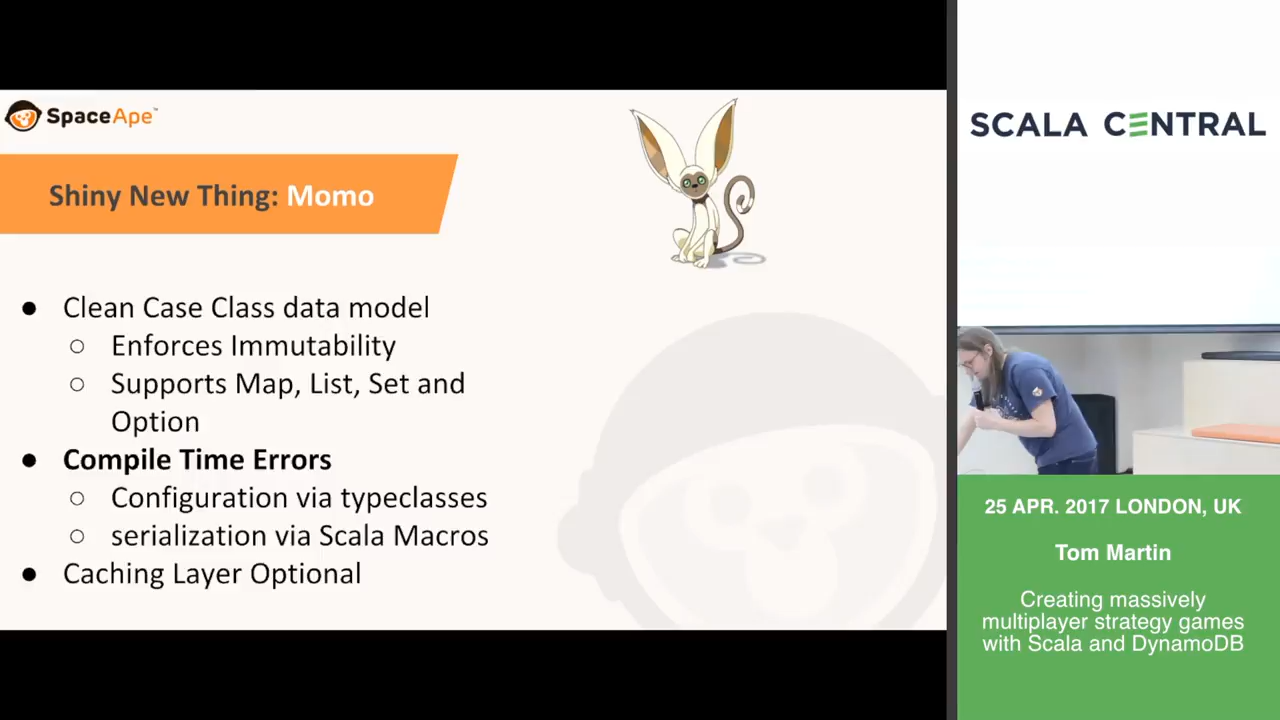 SpaceApe™
Shiny New Thing: Momo
● Clean Case Class data model
○ Enforces Immutability
○ Supports Map, List, Set and
Option
● Compile Time Errors
○ Configuration via typeclasses
○ serialization via Scala Macros
● Caching Layer Optional
SCALA CENTRAL
25 APR. 2017 LONDON, UK
Tom Martin
Creating massively
multiplayer strategy games
with Scala and DynamoDB